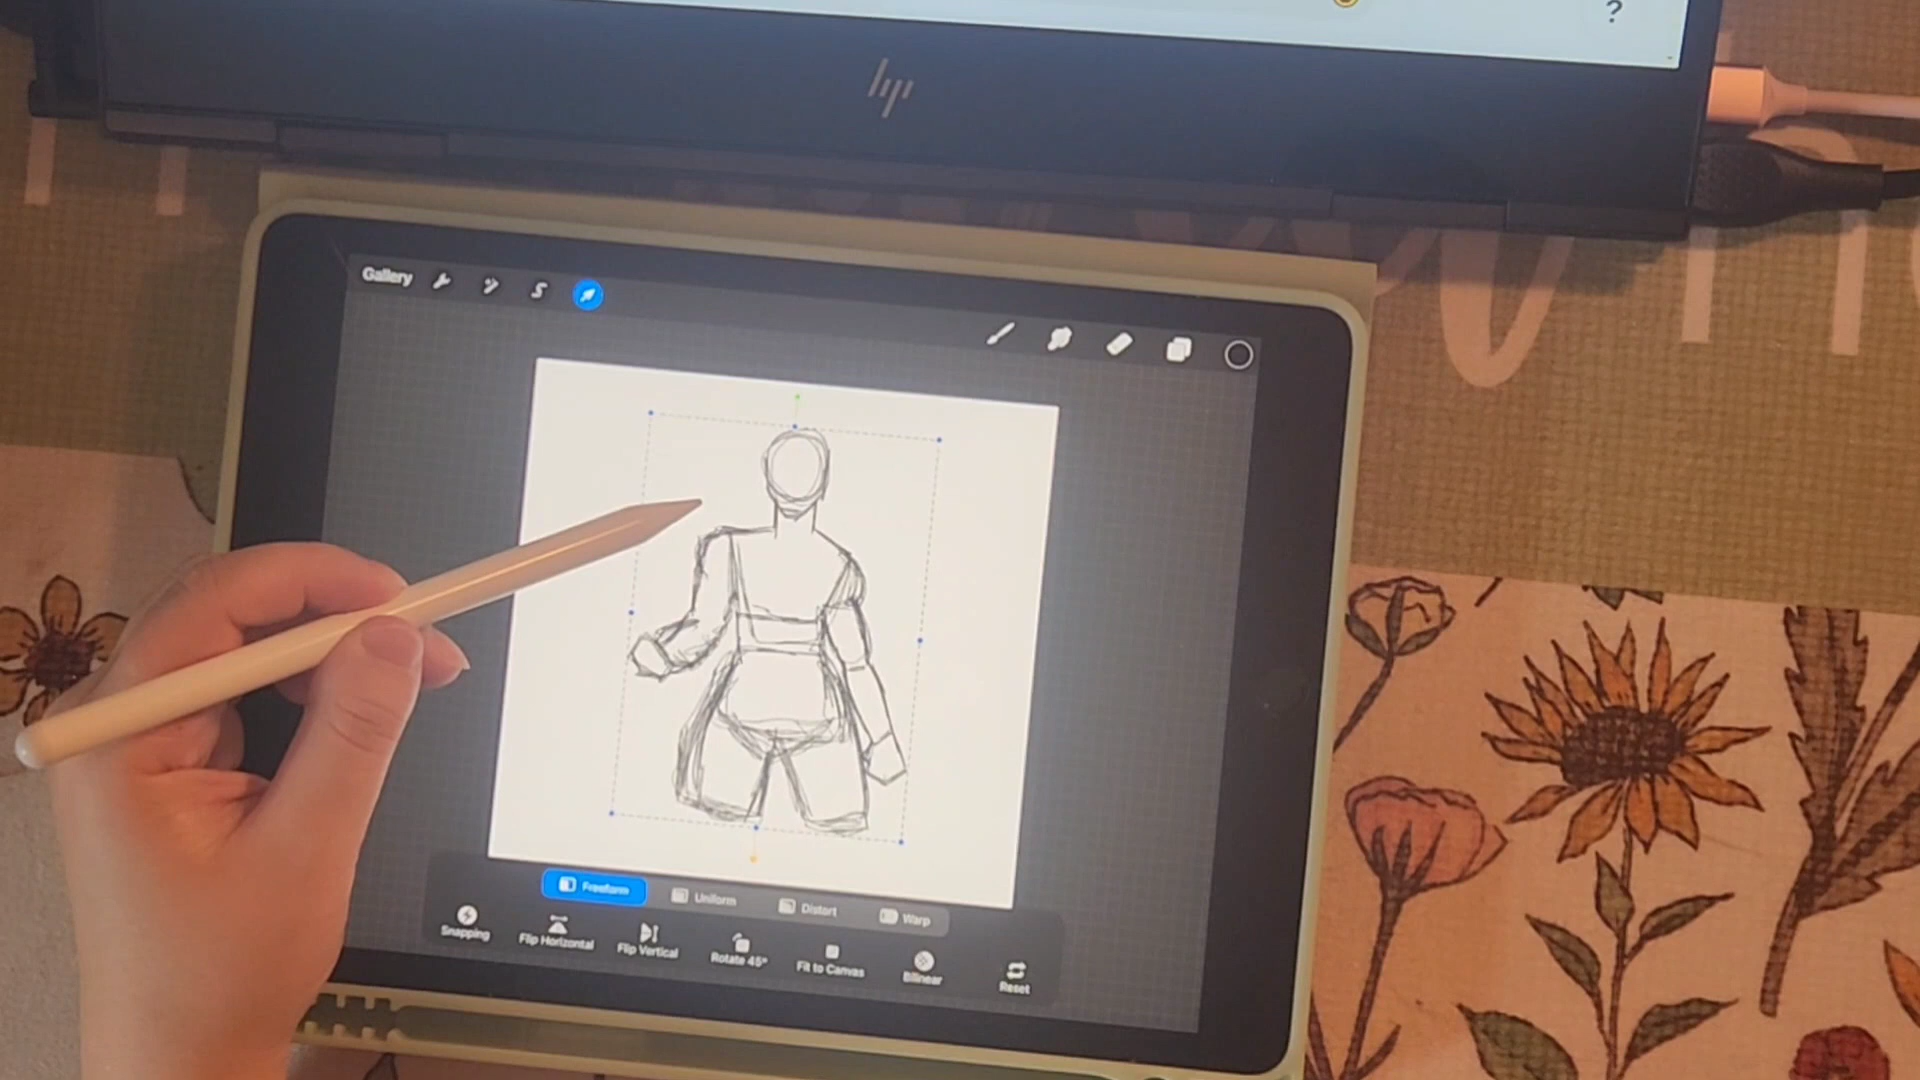 ?
hp
Gallery
Freeform
Uniform
Distort
Warp
Snapping
Flip Horizontal
Flip Vertical
Rotate 45°
Fit to Canvas
Bilinear
Reset